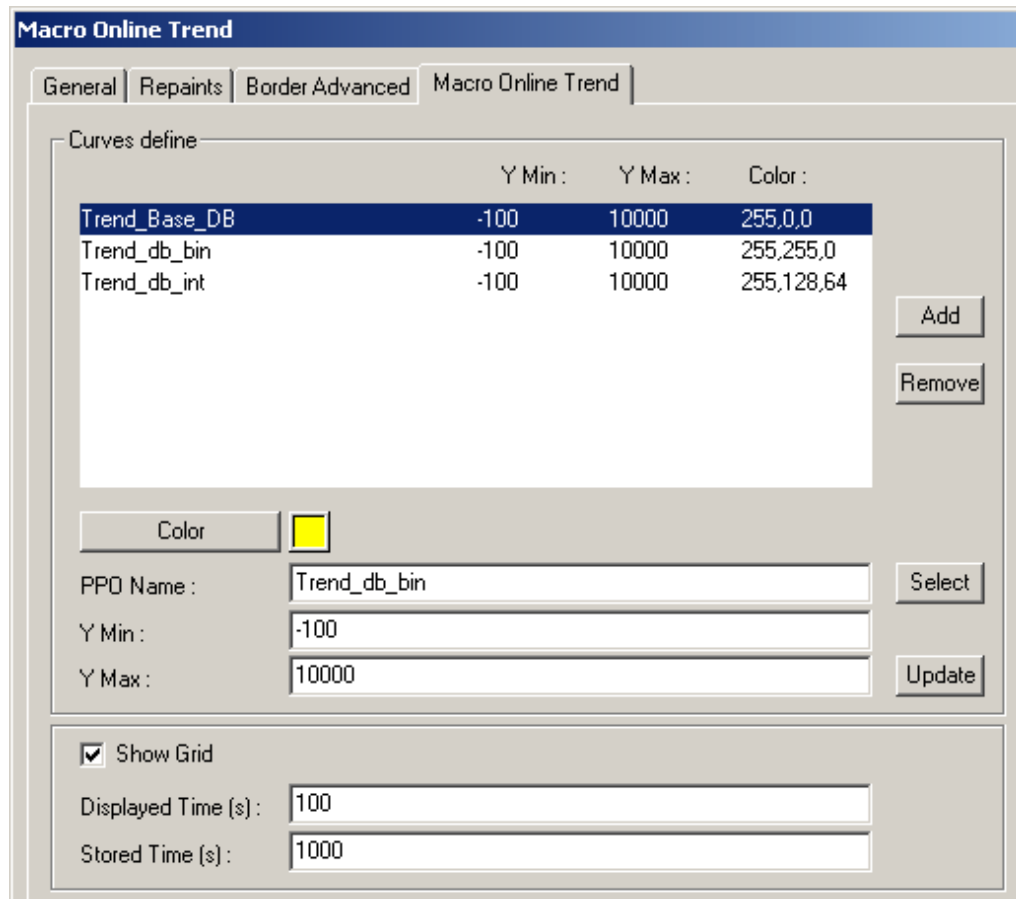 Macro Online Trend
General Repaints Border Advanced Macro Online Trend
Curves define
Y Min : Y Max : Color :
Trend_Base_DB -100 10000 255,0,0
Trend_db_bin -100 10000 255,255,0
Trend_db_int -100 10000 255,128,64
Add
Remove
Color
PPO Name : Trend_db_bin Select
Y Min : -100
Y Max : 10000 Update
Show Grid
Displayed Time (s) : 100
Stored Time (s) : 1000